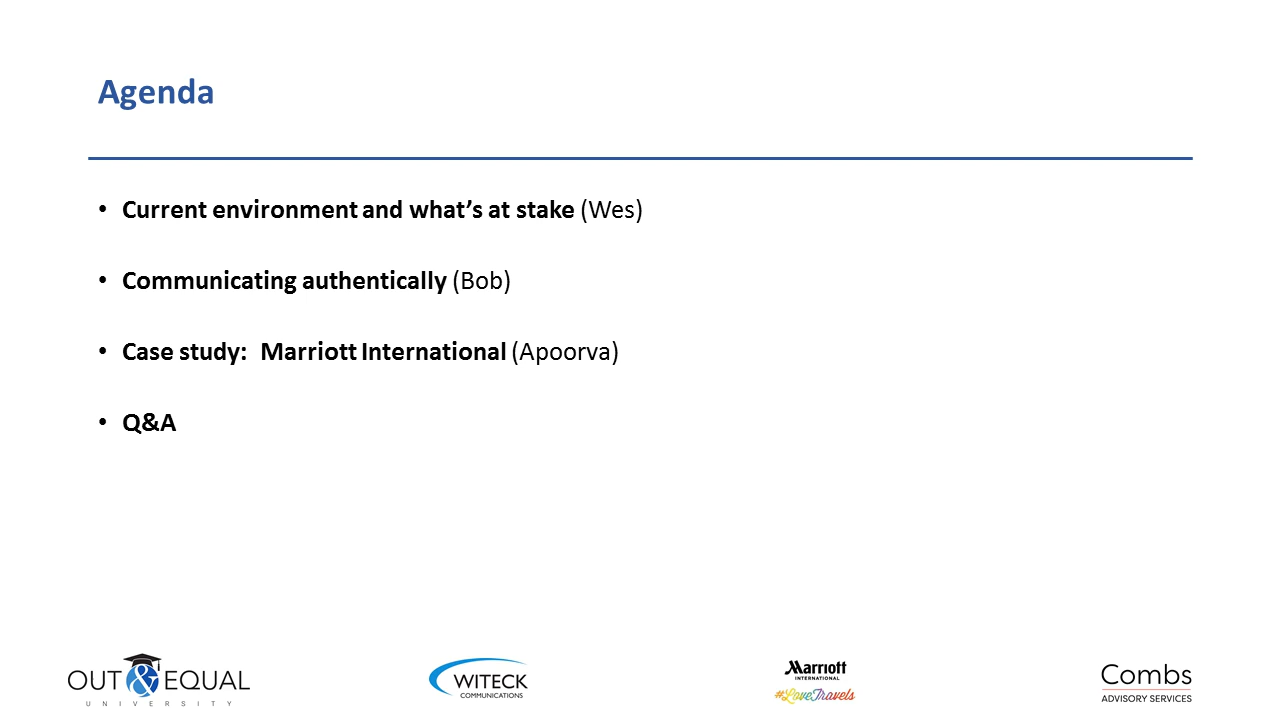 Agenda
• Current environment and what’s at stake (Wes)
• Communicating authentically (Bob)
• Case study:  Marriott International (Apoorva)
• Q&A
OUT & EQUAL
UNIVERSITY
WITECK
COMMUNICATIONS
Marriott
INTERNATIONAL
#LoveTravels
Combs
ADVISORY SERVICES